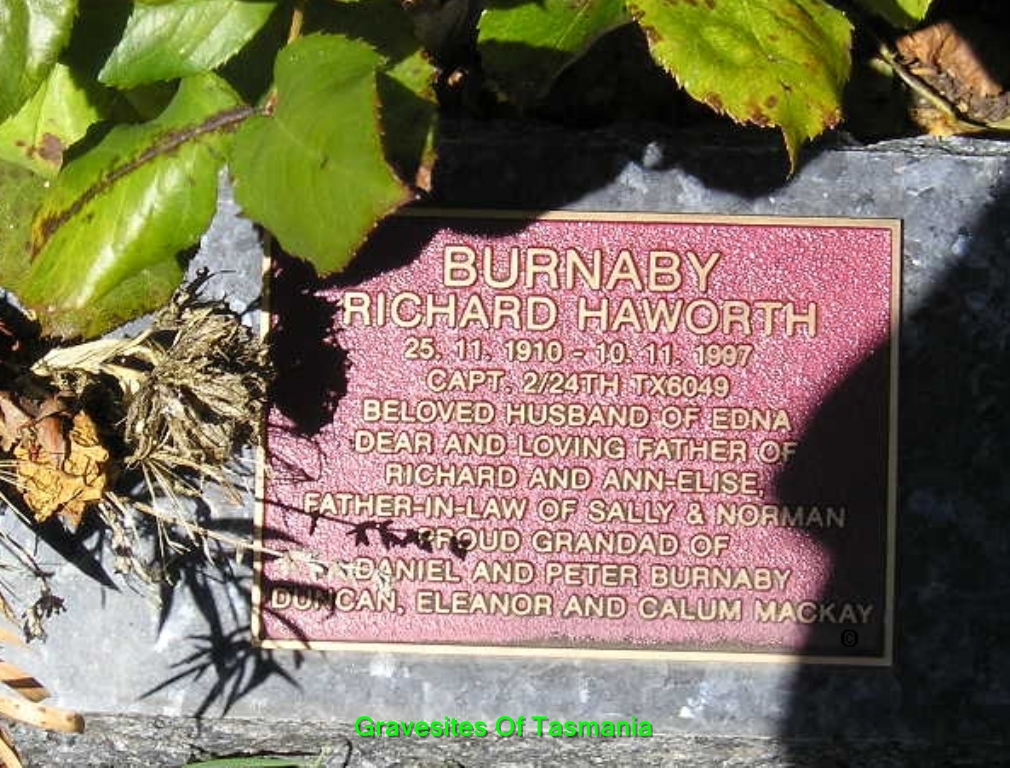 BURNABY
RICHARD HAWORTH
25. 11. 1910 - 10. 11. 1997
CAPT. 2/24TH TX6049
BELOVED HUSBAND OF EDNA
DEAR AND LOVING FATHER OF
RICHARD AND ANN-ELISE,
FATHER-IN-LAW OF SALLY & NORMAN
PROUD GRANDAD OF
DANIEL AND PETER BURNABY
DUNCAN, ELEANOR AND CALUM MACKAY
©
Gravesites Of Tasmania